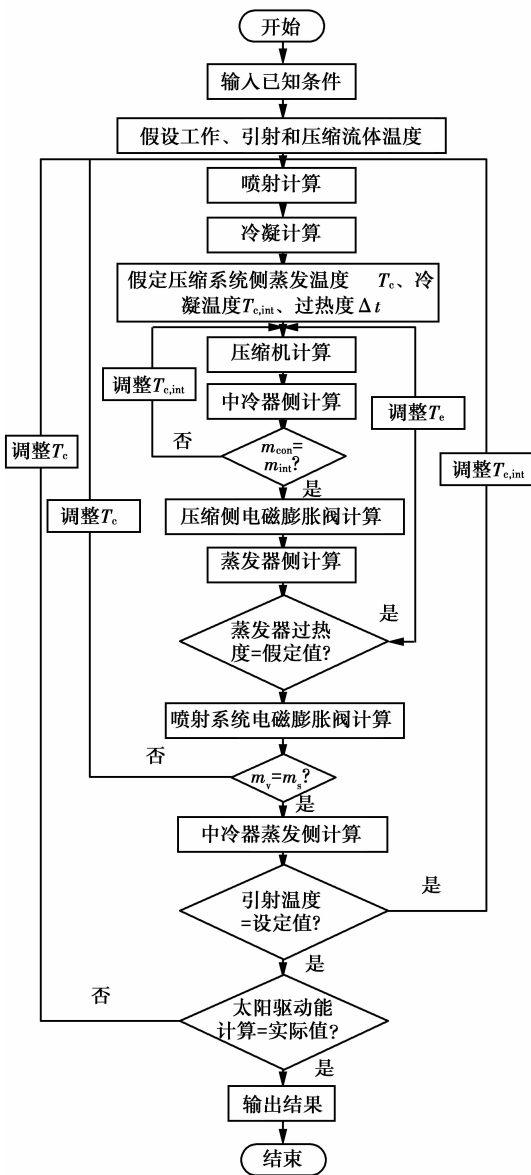 开始
输入已知条件
假设工作、引射和压缩流体温度
喷射计算
冷凝计算
假定压缩系统侧蒸发温度 Tc、冷
凝温度Tc,int、过热度Δt
压缩机计算
调整Tc,int
中冷器侧计算
调整Te
否
mcon=
mint?
是
调整Tc
调整Tc,int
调整Tc
压缩侧电磁膨胀阀计算
蒸发器侧计算
是
蒸发器过热
度=假定值?
喷射系统电磁膨胀阀计算
否
mv=ms?
是
中冷器蒸发侧计算
引射温度
=设定值?
是
是
否
太阳驱动能
计算=实际值?
是
输出结果
结束